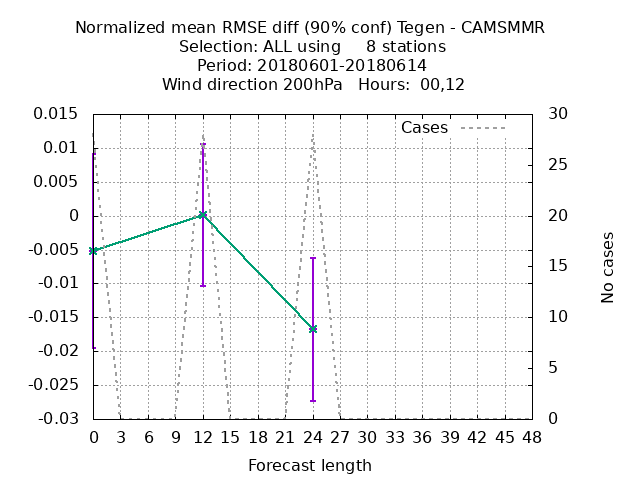 Normalized mean RMSE diff (90% conf) Tegen - CAMSMMR
Selection: ALL using     8 stations
Period: 20180601-20180614
Wind direction 200hPa   Hours:  00,12
0.015
0.01
0.005
0
-0.005
-0.01
-0.015
-0.02
-0.025
-0.03
Cases
30
25
20
15
10
5
0
No cases
0 3 6 9 12 15 18 21 24 27 30 33 36 39 42 45 48
Forecast length